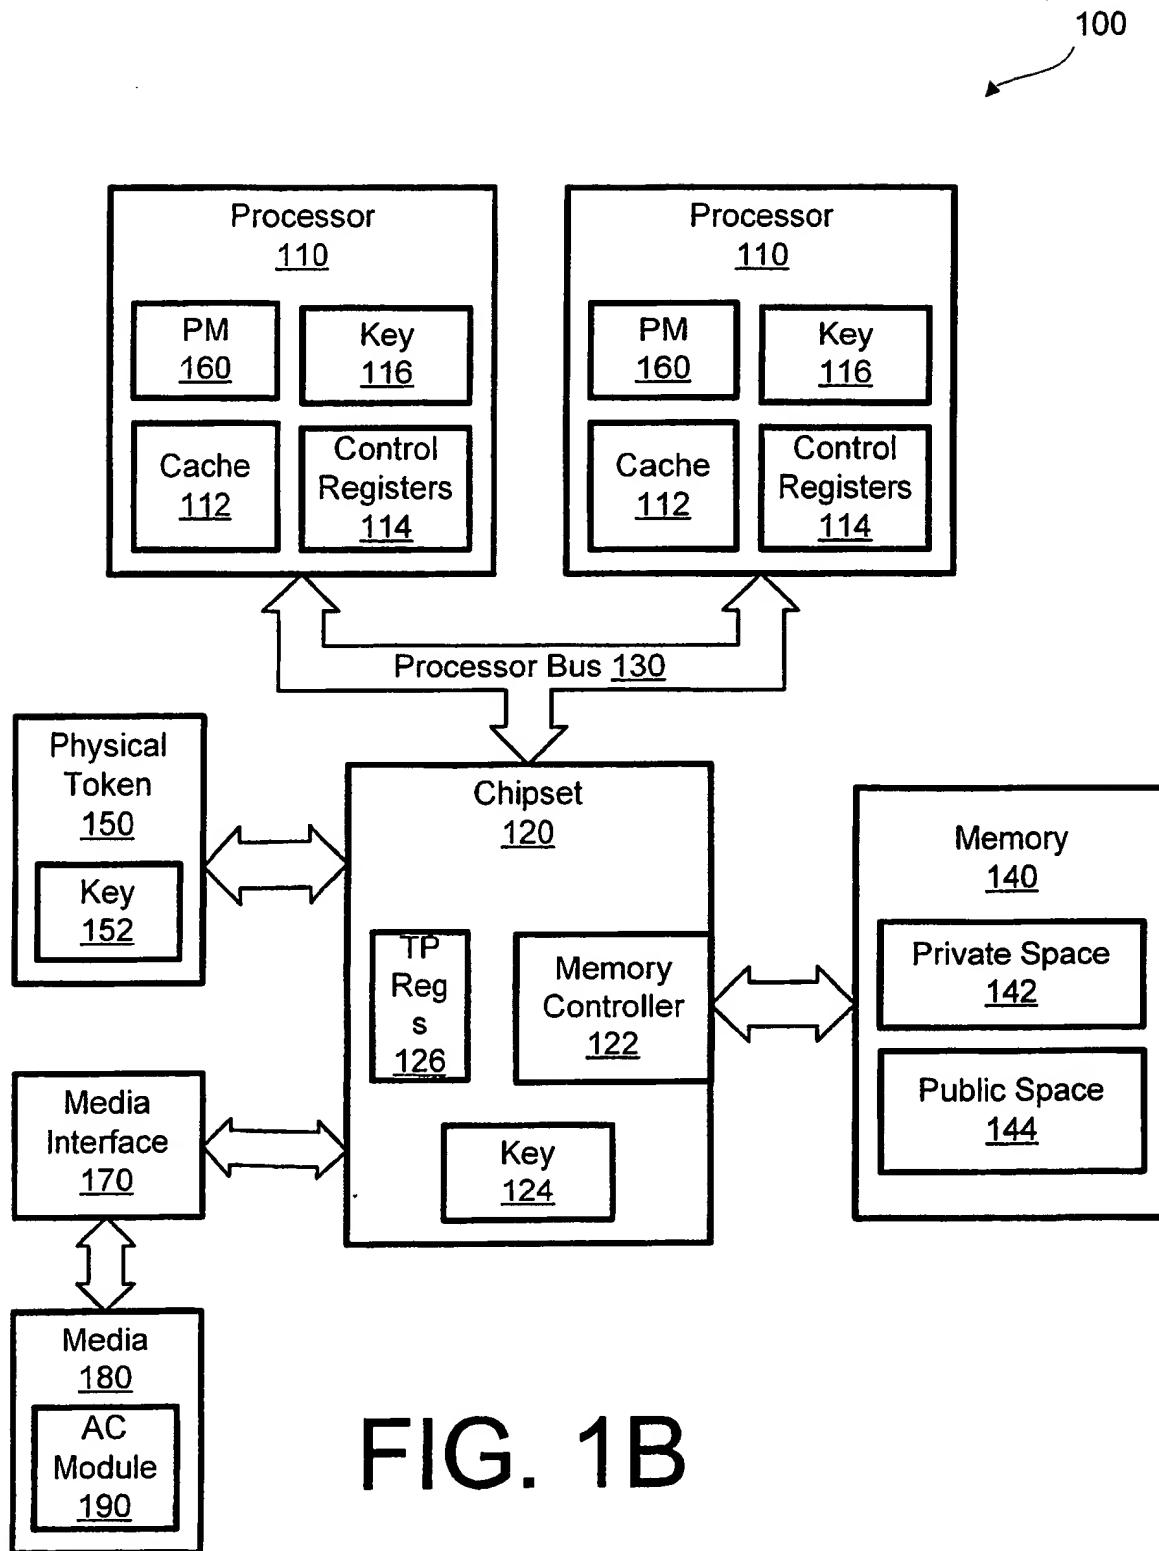 100
Processor
110
PM
160
Key
116
Cache
112
Control
Registers
114
Processor
110
PM
160
Key
116
Cache
112
Control
Registers
114
Processor Bus 130
Physical
Token
150
Key
152
Chipset
120
TP
Reg
s
126
Memory
Controller
122
Key
124
Memory
140
Private Space
142
Public Space
144
Media
Interface
170
Media
180
AC
Module
190
FIG. 1B